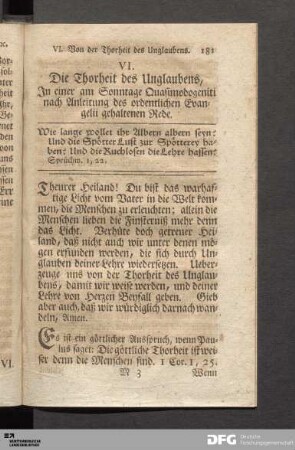 VI. Von der Thorheit des Unglaubens. 181
VI.
Die Thorheit des Unglaubens,
In einer am Sonntage Quasimodogeniti
nach Anleitung des ordentlichen Evan-
gelii gehaltenen Rede.
Wie lange wollet ihr Albern albern seyn?
Und die Spötter Lust zur Spötterey ha-
ben? Und die Ruchlosen die Lehre hassen?
Sprüchw. 1, 22.
Theurer Heiland! Du bist das warhaf-
tige Licht vom Vater in die Welt kom-
men, die Menschen zu erleuchten; allein die
Menschen lieben die Finsterniß mehr denn
das Licht. Verhüte doch getreuer Hei-
land, daß nicht auch wir unter denen mö-
gen erfunden werden, die sich durch Un-
glauben deiner Lehre wiedersetzen. Ueber-
zeuge uns von der Thorheit des Unglau-
bens, damit wir weise werden, und deiner
Lehre von Herzen Beyfall geben. Gieb
aber auch, daß wir würdiglich darnach wan-
deln, Amen.
Es ist ein göttlicher Ausspruch, wenn Pau-
lus saget: Die göttliche Thorheit ist wei-
ser denn die Menschen sind. 1 Cor. 1, 25.
M 3 Wenn
VI.
DFG